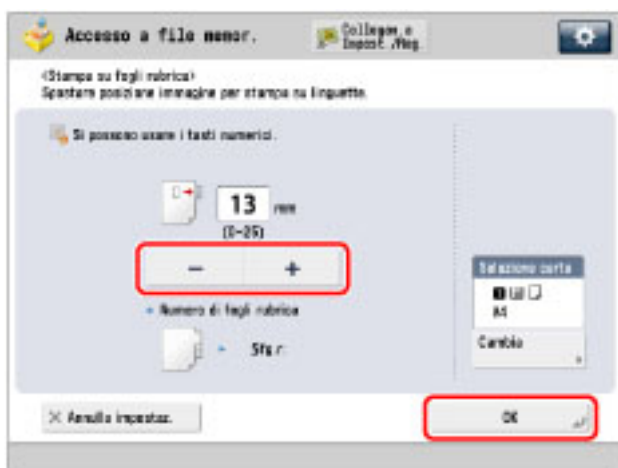 Accesso a file memor.
Collegam. a
Impost./Reg.
<Stampa su fogli rubrica>
Spostare posizione immagine per stampa su linguette.
Si possono usare i tasti numerici.
13 mm
(0-25)
- +
Numero di fogli rubrica
Selezione carta
1
A4
Cambia
× Annulla impostaz.
OK